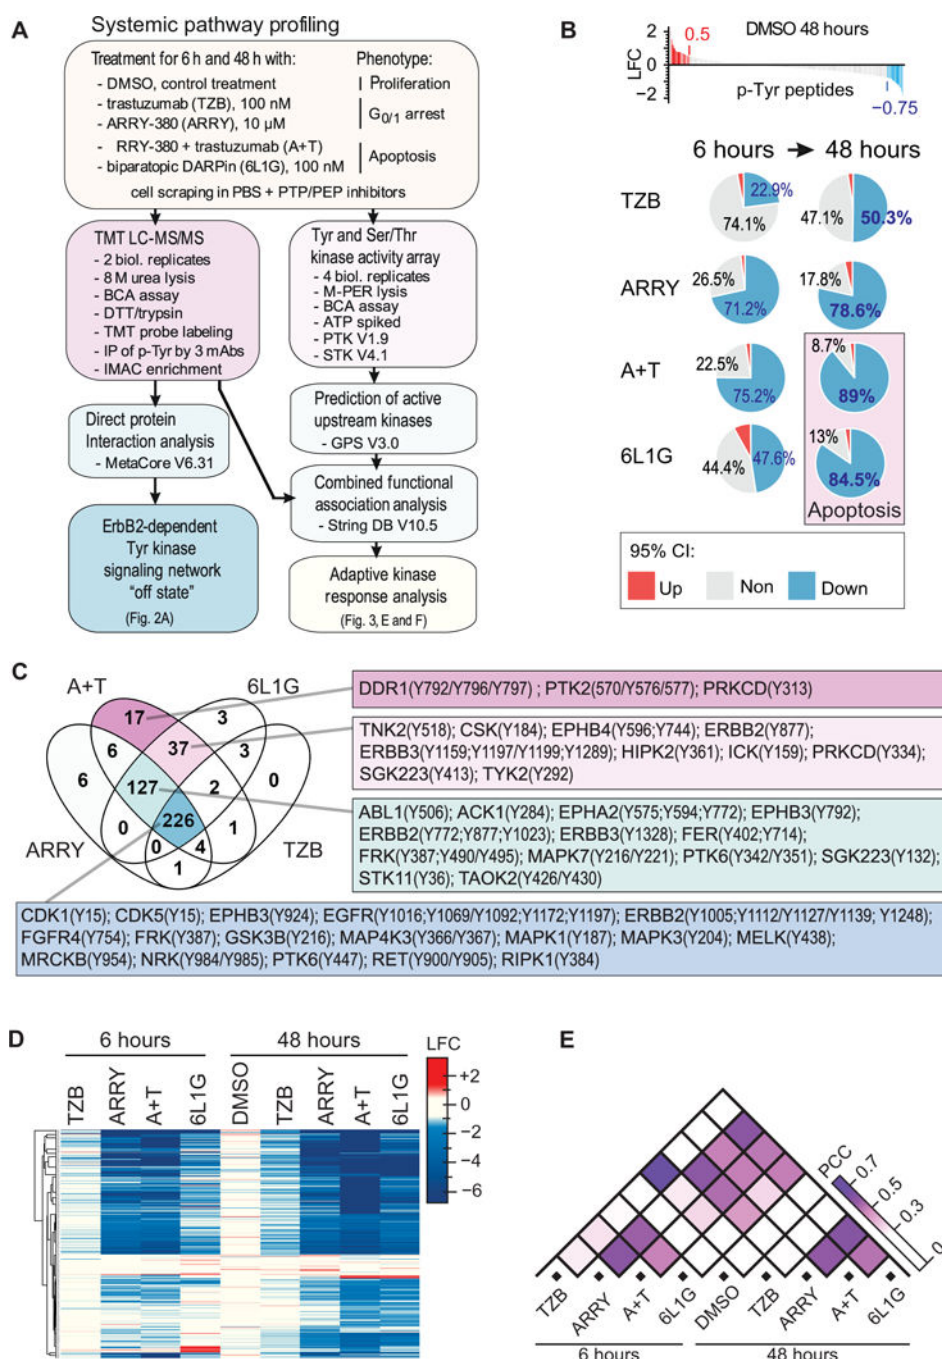 A
Systemic pathway profiling
Treatment for 6 h and 48 h with:
Phenotype:
- DMSO, control treatment
Proliferation
- trastuzumab (TZB), 100 nM
- ARRY-380 (ARRY), 10 µM
G0/1 arrest
- RRY-380 + trastuzumab (A+T)
- biparatopic DARPin (6L1G), 100 nM
Apoptosis
cell scraping in PBS + PTP/PEP inhibitors
TMT LC-MS/MS
- 2 biol. replicates
- 8 M urea lysis
- BCA assay
- DTT/trypsin
- TMT probe labeling
- IP of p-Tyr by 3 mAbs
- IMAC enrichment
Tyr and Ser/Thr
kinase activity array
- 4 biol. replicates
- M-PER lysis
- BCA assay
- ATP spiked
- PTK V1.9
- STK V4.1
Direct protein
Interaction analysis
- MetaCore V6.31
Prediction of active
upstream kinases
- GPS V3.0
Combined functional
association analysis
- String DB V10.5
ErbB2-dependent
Tyr kinase
signaling network
"off state"
(Fig. 2A)
Adaptive kinase
response analysis
(Fig. 3, E and F)
B
DMSO 48 hours
LFC
2
0
−2
0.5
p-Tyr peptides
−0.75
6 hours
48 hours
TZB
22.9%
74.1%
47.1%
50.3%
ARRY
26.5%
71.2%
17.8%
78.6%
A+T
22.5%
75.2%
8.7%
89%
6L1G
44.4%
47.6%
13%
84.5%
Apoptosis
95% CI:
Up
Non
Down
C
A+T
6L1G
ARRY
TZB
17
3
6
37
3
6
127
2
0
0
226
1
0
4
1
DDR1(Y792/Y796/Y797) ; PTK2(570/Y576/577); PRKCD(Y313)
TNK2(Y518); CSK(Y184); EPHB4(Y596;Y744); ERBB2(Y877);
ERBB3(Y1159;Y1197/Y1199;Y1289); HIPK2(Y361); ICK(Y159); PRKCD(Y334);
SGK223(Y413); TYK2(Y292)
ABL1(Y506); ACK1(Y284); EPHA2(Y575;Y594;Y772); EPHB3(Y792);
ERBB2(Y772;Y877;Y1023); ERBB3(Y1328); FER(Y402;Y714);
FRK(Y387;Y490/Y495); MAPK7(Y216/Y221); PTK6(Y342/Y351); SGK223(Y132);
STK11(Y36); TAOK2(Y426/Y430)
CDK1(Y15); CDK5(Y15); EPHB3(Y924); EGFR(Y1016;Y1069/Y1092;Y1172;Y1197); ERBB2(Y1005;Y1112/Y1127/Y1139; Y1248);
FGFR4(Y754); FRK(Y387); GSK3B(Y216); MAP4K3(Y366/Y367); MAPK1(Y187); MAPK3(Y204); MELK(Y438);
MRCKB(Y954); NRK(Y984/Y985); PTK6(Y447); RET(Y900/Y905); RIPK1(Y384)
D
6 hours
48 hours
LFC
TZB
ARRY
A+T
6L1G
DMSO
TZB
ARRY
A+T
6L1G
+2
0
−2
−4
−6
E
PCC
0.7
0.5
0.3
0
TZB
ARRY
A+T
6L1G
DMSO
TZB
ARRY
A+T
6L1G
6 hours
48 hours